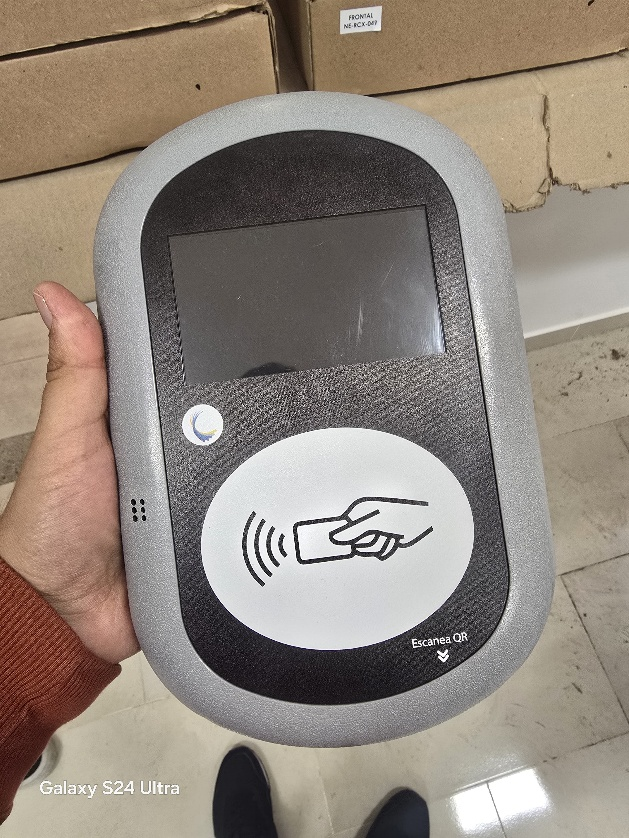 FRONTAL
NE-RCX-049
Escanea QR
Galaxy S24 Ultra